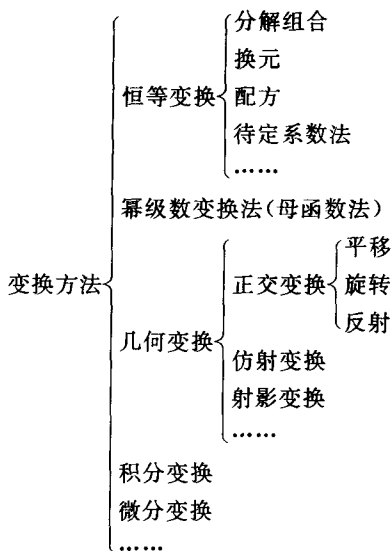 分解组合
换元
恒等变换
配方
待定系数法
……
幂级数变换法(母函数法)
平移
变换方法
正交变换
旋转
反射
几何变换
仿射变换
射影变换
……
积分变换
微分变换
……